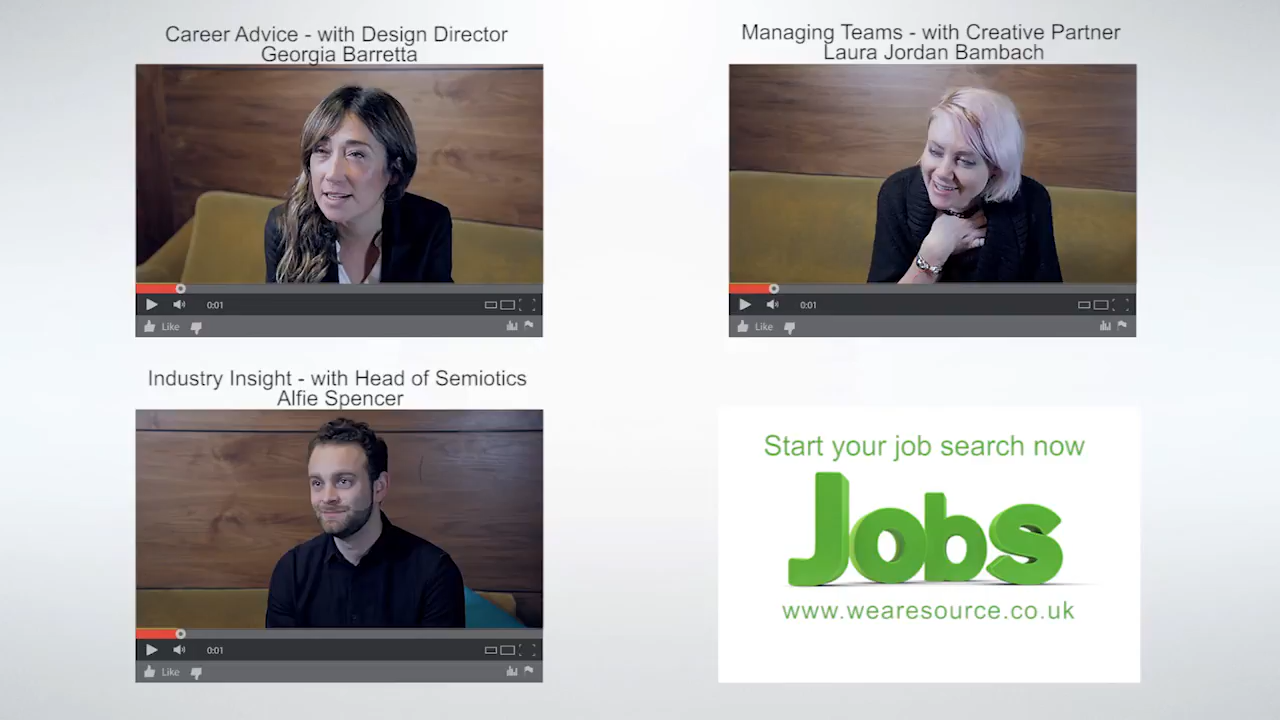 Career Advice - with Design Director
Georgia Barretta
0:01
Like
Managing Teams - with Creative Partner
Laura Jordan Bambach
0:01
Like
Industry Insight - with Head of Semiotics
Alfie Spencer
0:01
Like
Start your job search now
Jobs
www.wearesource.co.uk